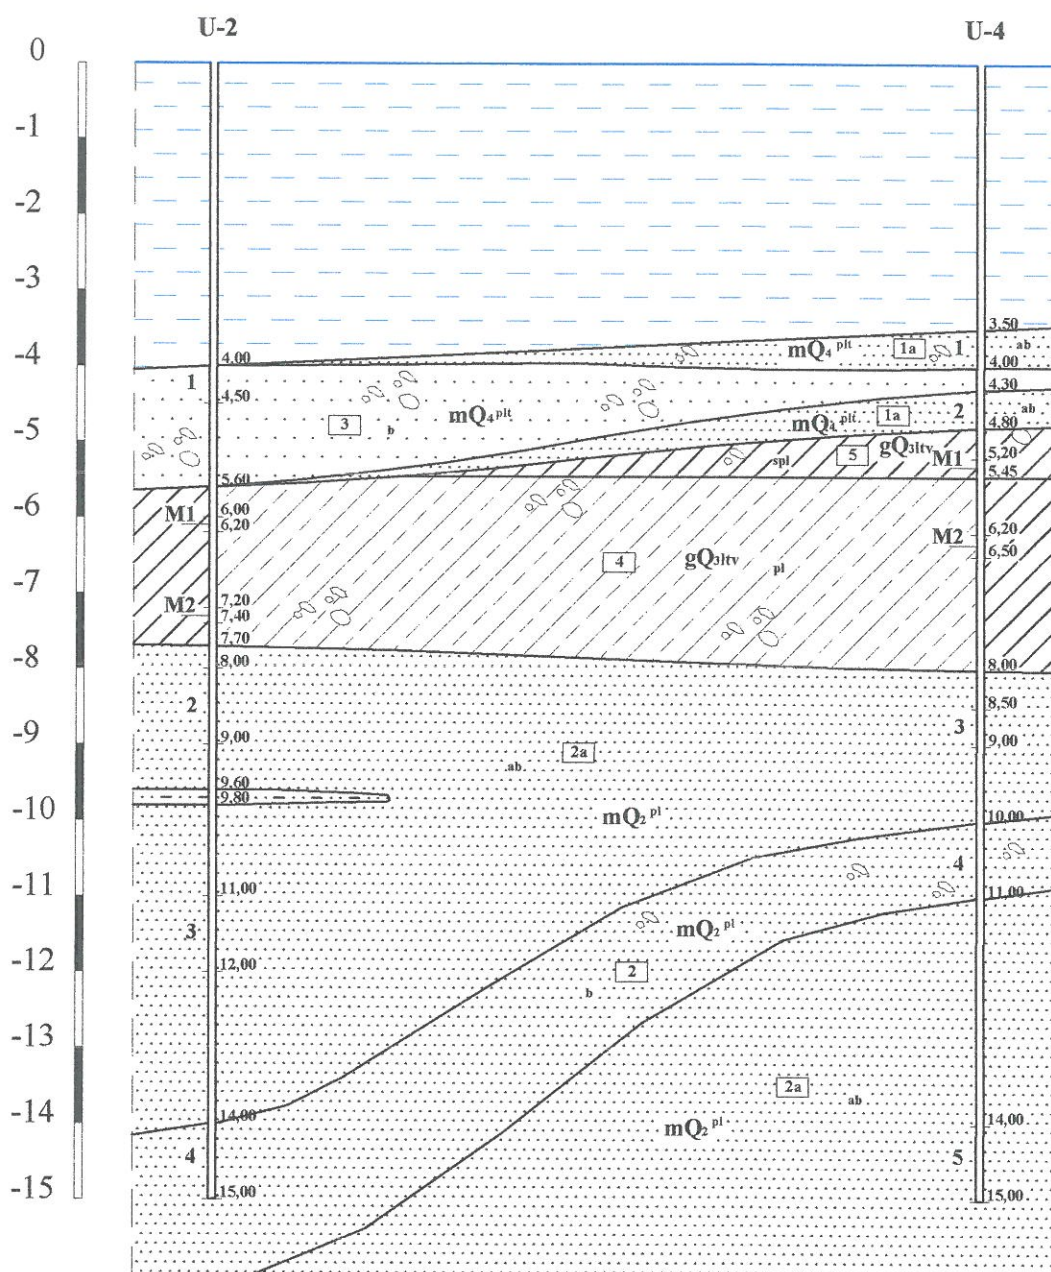 U-2 U-4
0
-1
-2
-3
3,50
mQ₄ plt 1a 1 ab
-4 4,00 4,00
1 4,30
4,50 3 mQ₄ plt mQ₄ plt 1a 2 ab
b 4,80
-5 gQ₃ltv
spl 5 M1 5,20
5,60 5,45
-6 M1 6,00
6,20 M2 6,20
4 gQ₃ltv pl 6,50
-7 M2 7,20
7,40
7,70
-8 8,00 8,00
2 8,50
3
-9 9,00 9,00
ab 2a
9,60
-10 9,80 mQ₂ pl 10,00
4
-11 11,00 11,00
3 mQ₂ pl
-12 12,00 2
b
-13
2a
ab
-14 14,00 mQ₂ pl 14,00
4 5
-15 15,00 15,00